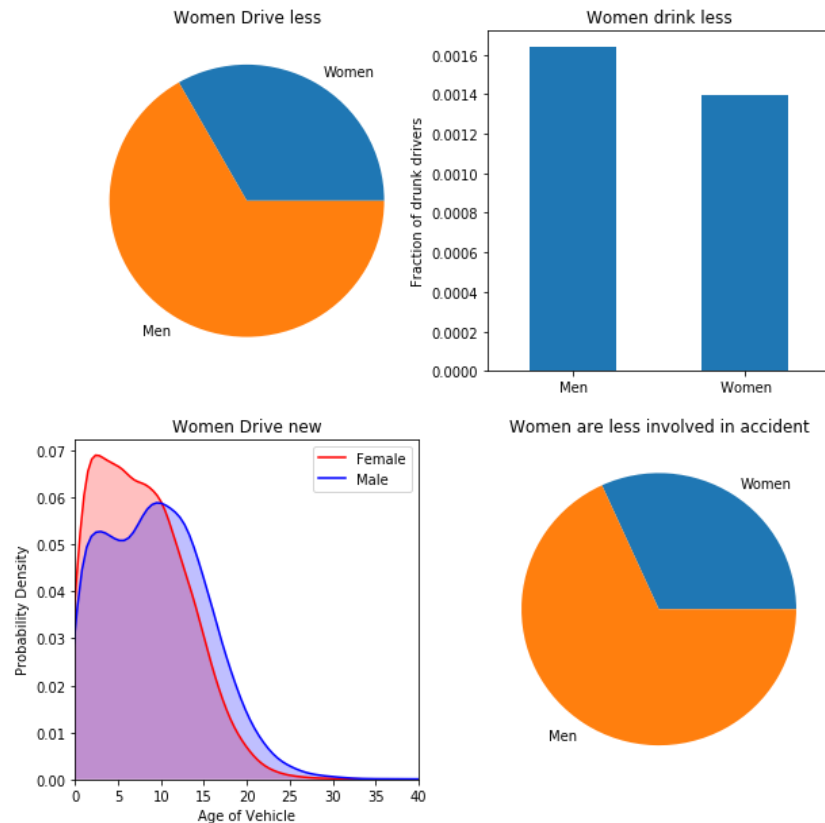 Women Drive less
Women
Men
Women drink less
Fraction of drunk drivers
0.0016
0.0014
0.0012
0.0010
0.0008
0.0006
0.0004
0.0002
0.0000
Men Women
Women Drive new
Female
Male
Probability Density
0.07
0.06
0.05
0.04
0.03
0.02
0.01
0.00
0 5 10 15 20 25 30 35 40
Age of Vehicle
Women are less involved in accident
Women
Men